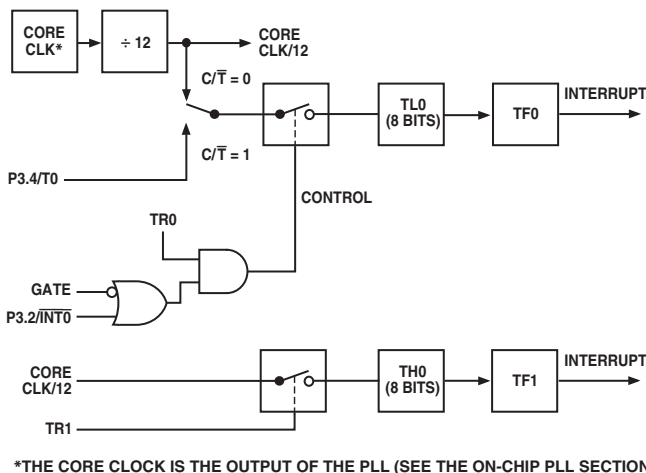 CORE
CLK*
÷ 12
CORE
CLK/12
C/T̅ = 0
TL0
(8 BITS)
TF0
INTERRUPT
C/T̅ = 1
P3.4/T0
CONTROL
TR0
GATE
P3.2/I̅N̅T̅0̅
CORE
CLK/12
TH0
(8 BITS)
TF1
INTERRUPT
TR1
*THE CORE CLOCK IS THE OUTPUT OF THE PLL (SEE THE ON-CHIP PLL SECTION